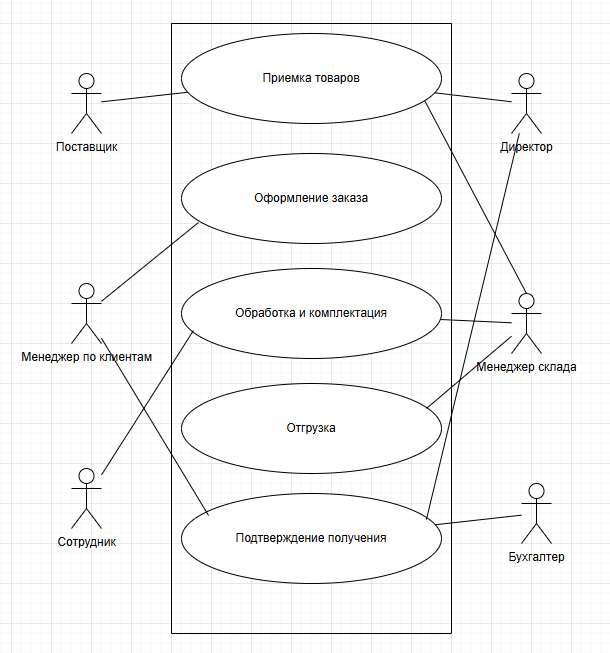 Приемка товаров
Поставщик
Директор
Оформление заказа
Обработка и комплектация
Менеджер по клиентам
Менеджер склада
Отгрузка
Подтверждение получения
Сотрудник
Бухгалтер